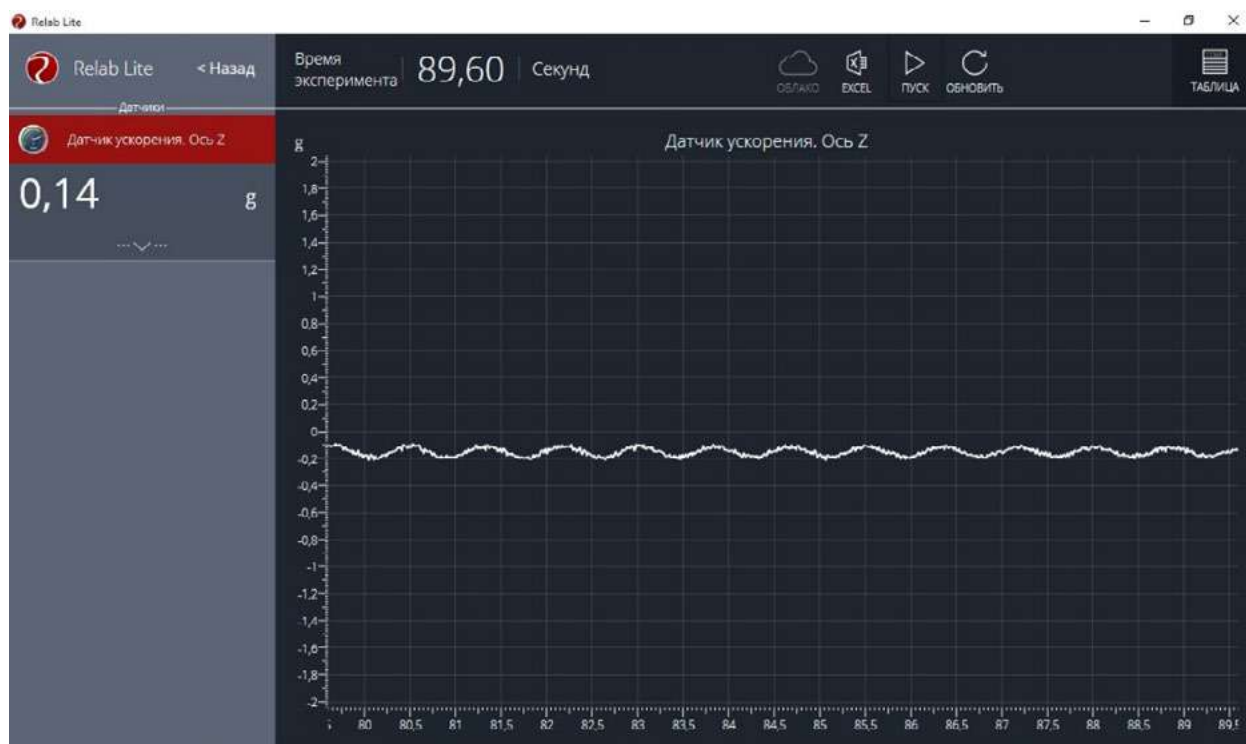 Relab Lite
Relab Lite < Назад
Время эксперимента 89,60 Секунд
ОБЛАКО EXCEL ПУСК ОБНОВИТЬ ТАБЛИЦА
Датчики
Датчик ускорения. Ось Z
0,14 g
g Датчик ускорения. Ось Z
2
1,8
1,6
1,4
1,2
1
0,8
0,6
0,4
0,2
0
-0,2
-0,4
-0,6
-0,8
-1
-1,2
-1,4
-1,6
-1,8
-2
80 80,5 81 81,5 82 82,5 83 83,5 84 84,5 85 85,5 86 86,5 87 87,5 88 88,5 89